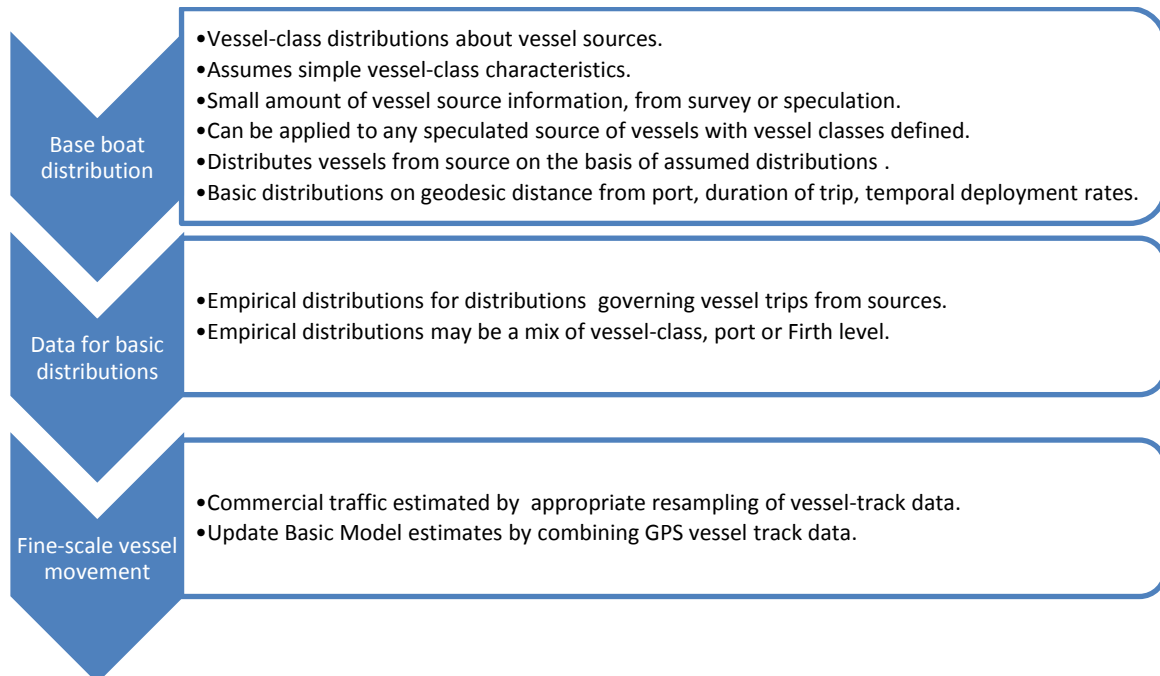 Base boat
distribution
•Vessel-class distributions about vessel sources.
•Assumes simple vessel-class characteristics.
•Small amount of vessel source information, from survey or speculation.
•Can be applied to any speculated source of vessels with vessel classes defined.
•Distributes vessels from source on the basis of assumed distributions .
•Basic distributions on geodesic distance from port, duration of trip, temporal deployment rates.
Data for basic
distributions
•Empirical distributions for distributions  governing vessel trips from sources.
•Empirical distributions may be a mix of vessel-class, port or Firth level.
Fine-scale vessel
movement
•Commercial traffic estimated by  appropriate resampling of vessel-track data.
•Update Basic Model estimates by combining GPS vessel track data.